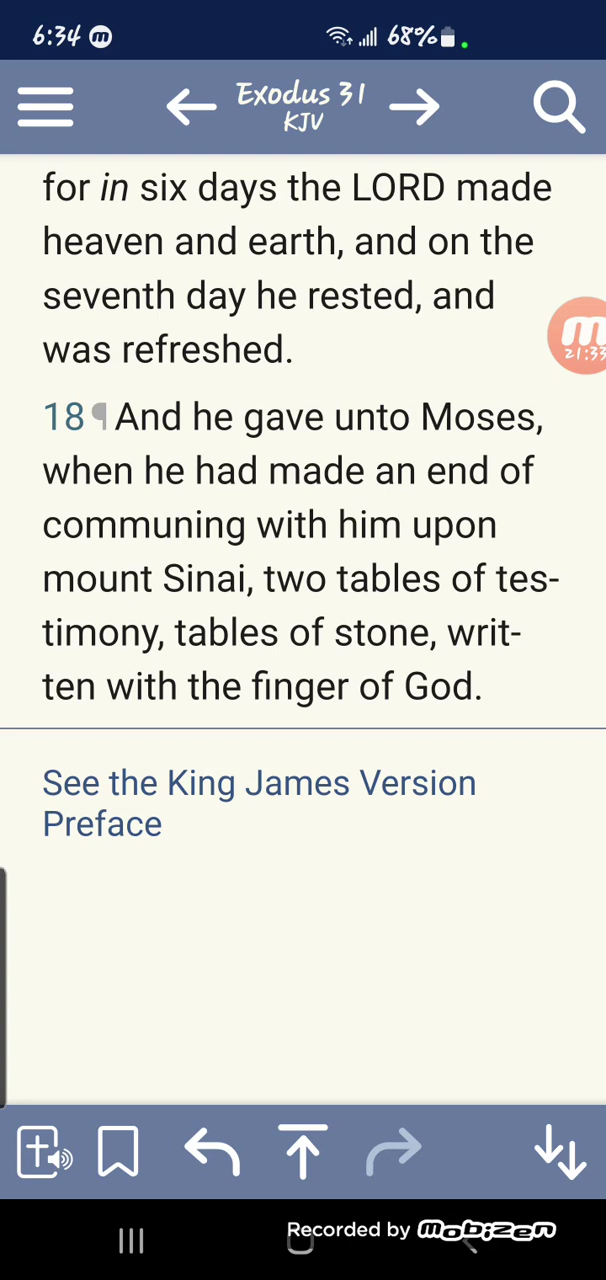 6:34 m 68%
Exodus 31
KJV
for in six days the LORD made
heaven and earth, and on the
seventh day he rested, and
was refreshed.
m
21:33
18 ¶ And he gave unto Moses,
when he had made an end of
communing with him upon
mount Sinai, two tables of tes-
timony, tables of stone, writ-
ten with the finger of God.
See the King James Version
Preface
Recorded by mobizen